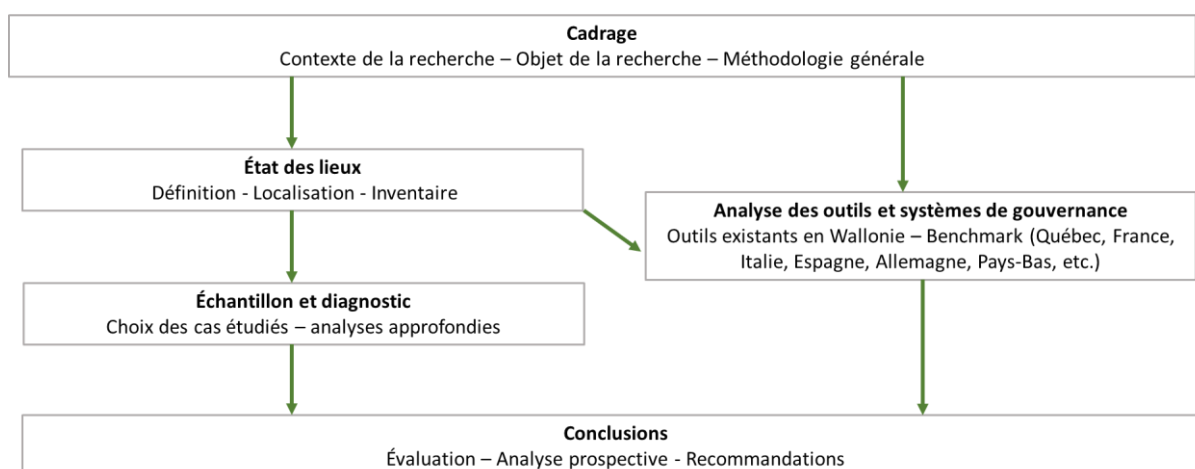 Cadrage
Contexte de la recherche – Objet de la recherche – Méthodologie générale
État des lieux
Définition - Localisation - Inventaire
Analyse des outils et systèmes de gouvernance
Outils existants en Wallonie – Benchmark (Québec, France,
Italie, Espagne, Allemagne, Pays-Bas, etc.)
Échantillon et diagnostic
Choix des cas étudiés – analyses approfondies
Conclusions
Évaluation – Analyse prospective - Recommandations